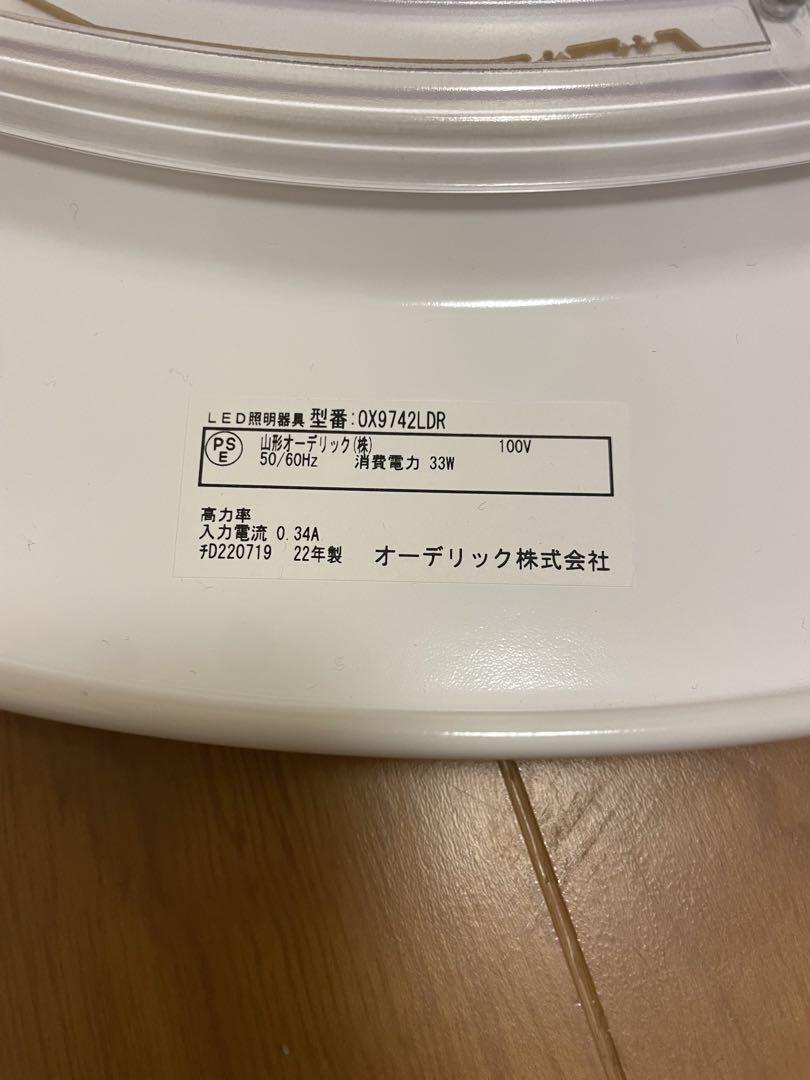 LED照明器具 型番:OX9742LDR
PS
E
山形オーデリック(株) 100V
50/60Hz 消費電力 33W
高力率
入力電流 0.34A
チD220719 22年製 オーデリック株式会社